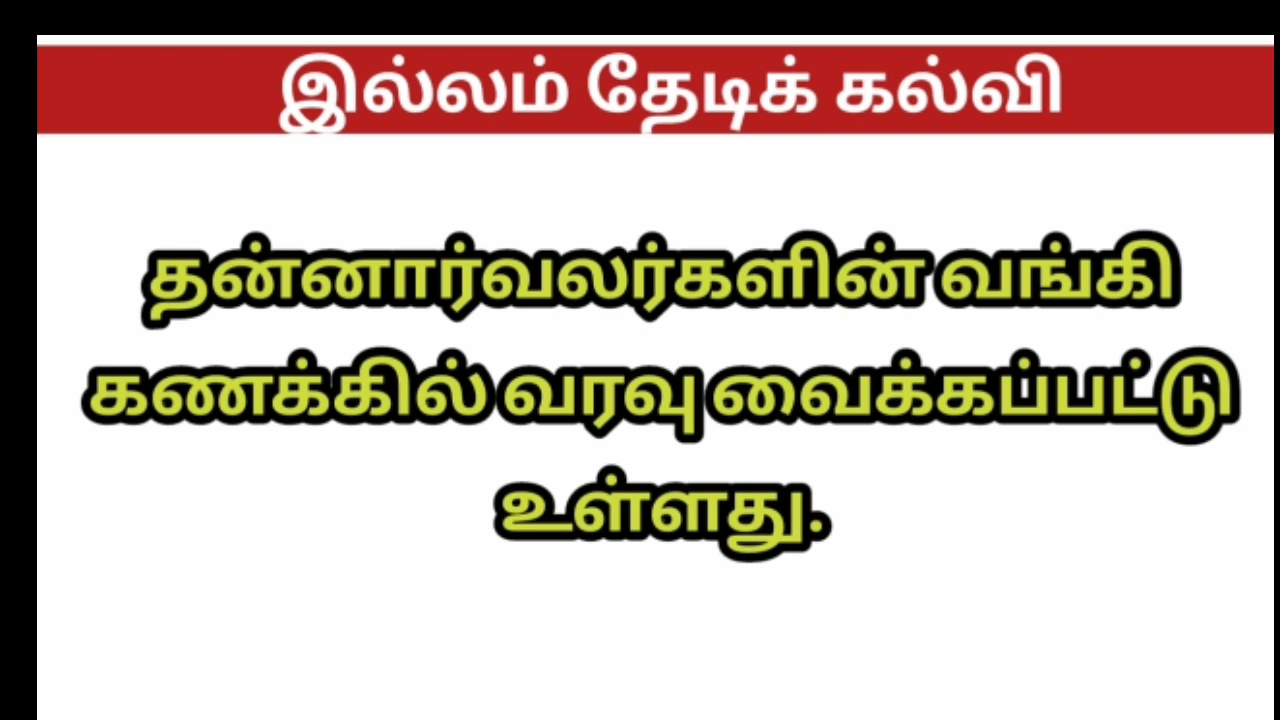 இல்லம் தேடிக் கல்வி
தன்னார்வலர்களின் வங்கி
கணக்கில் வரவு வைக்கப்பட்டு
உள்ளது.